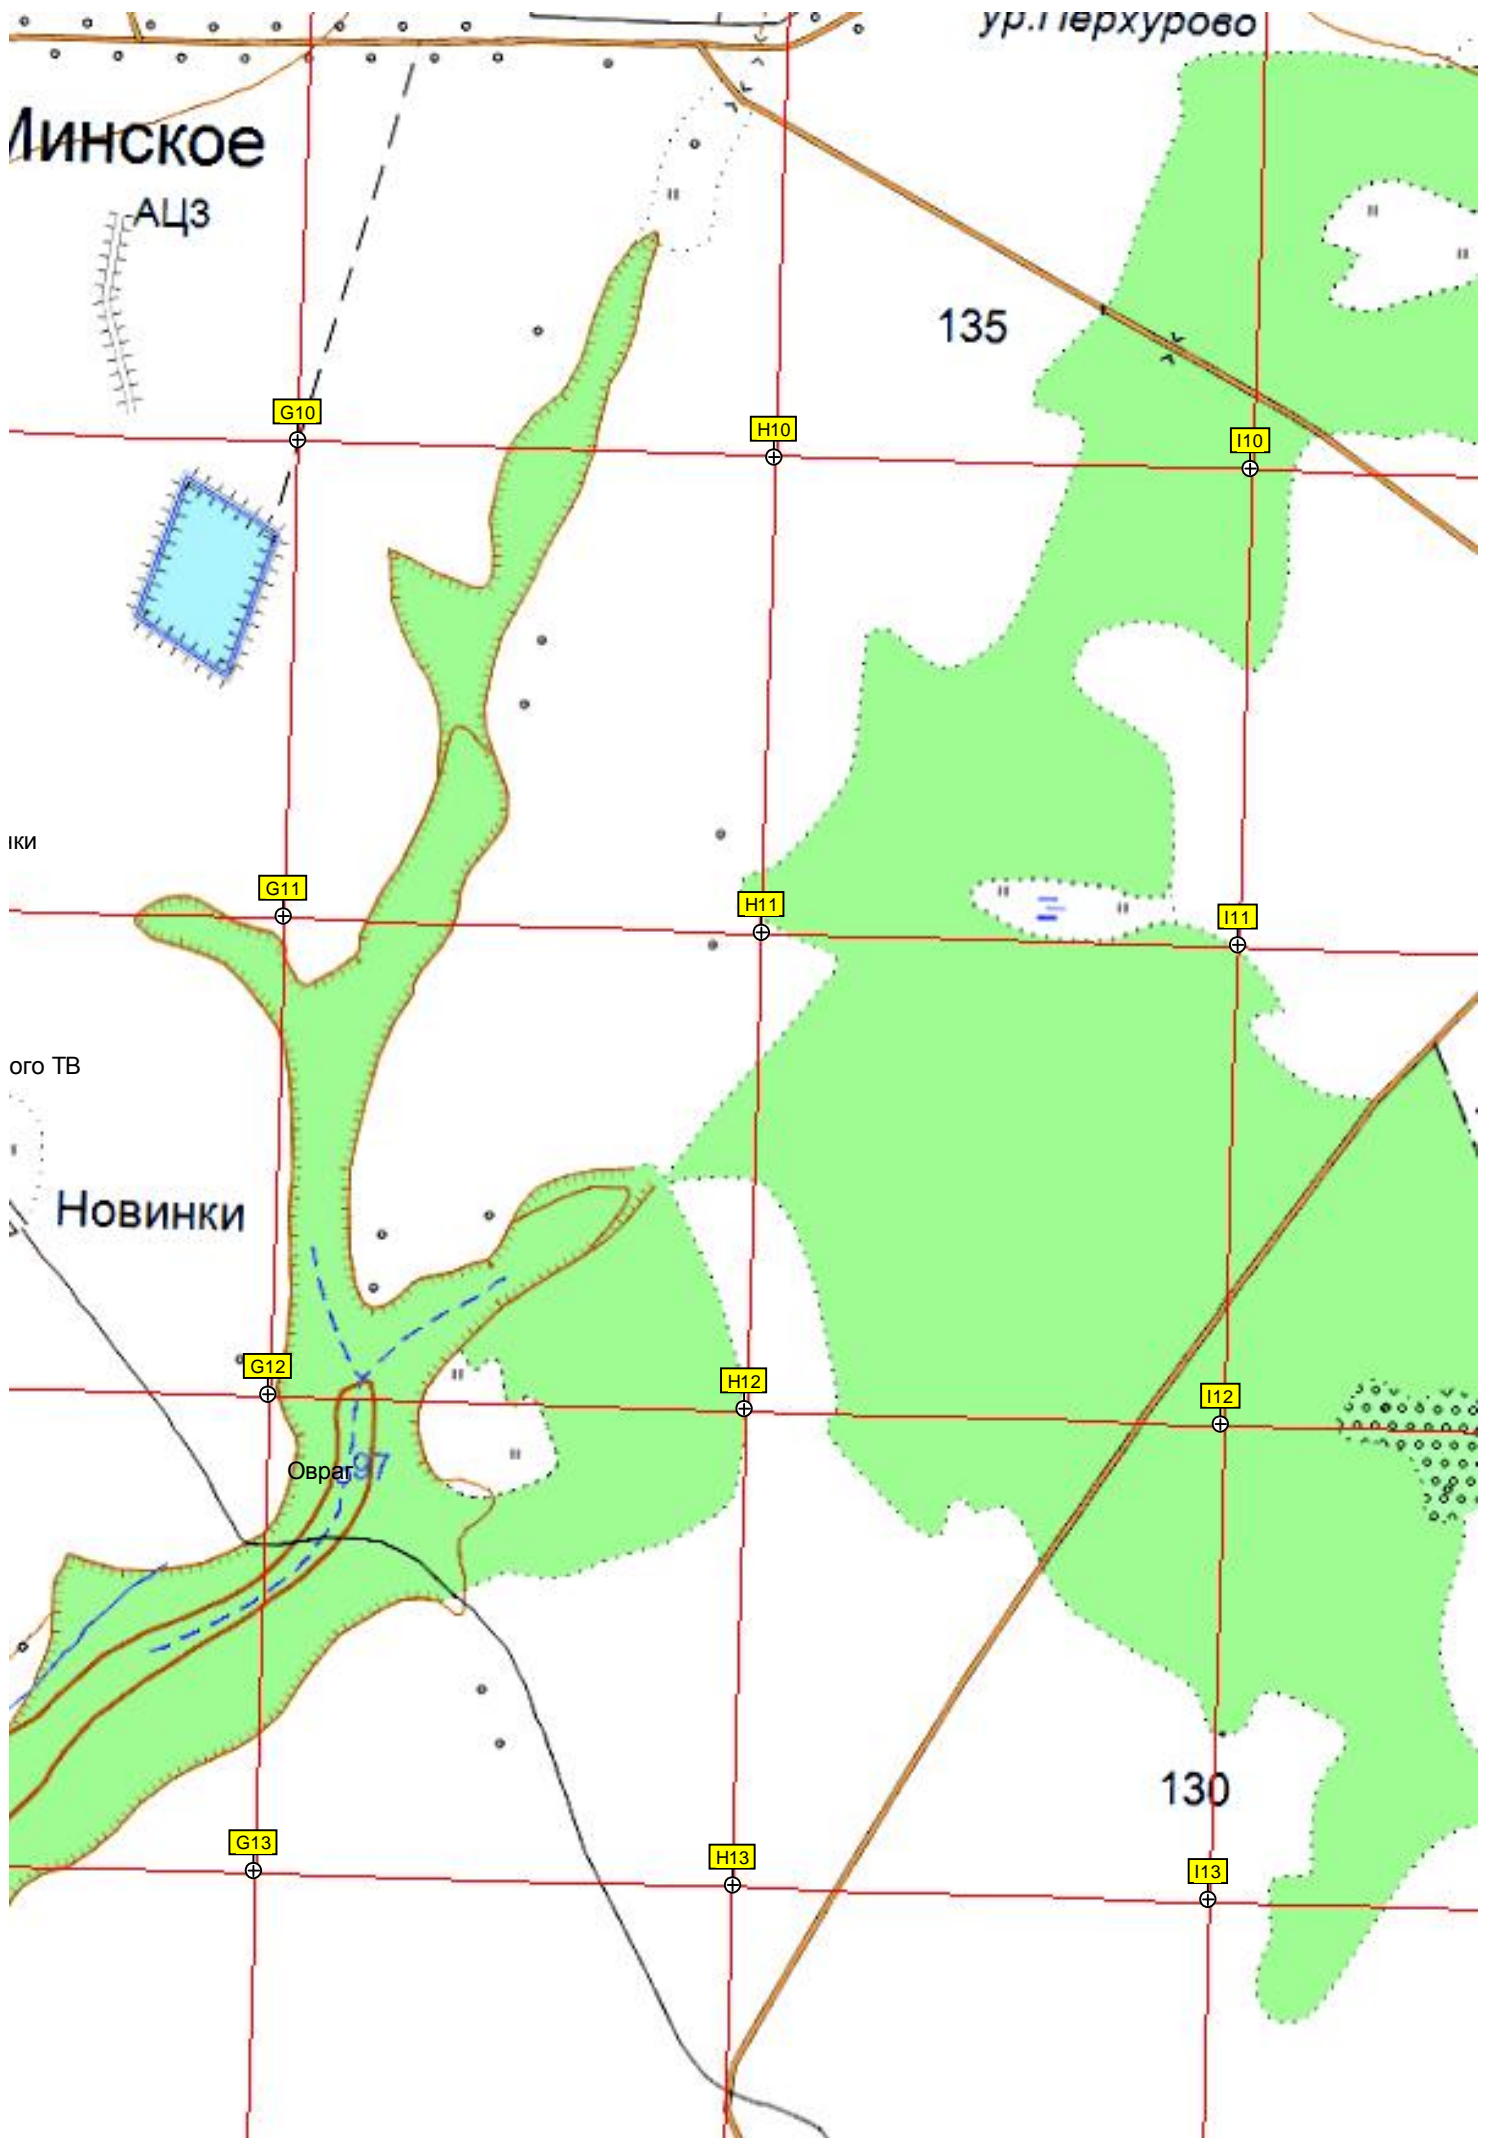 ур.Перхурово
Минское
АЦЗ
135
G10
H10
I10
ики
G11
H11
I11
ого ТВ
Новинки
G12
H12
I12
Овраг
97
130
G13
H13
I13